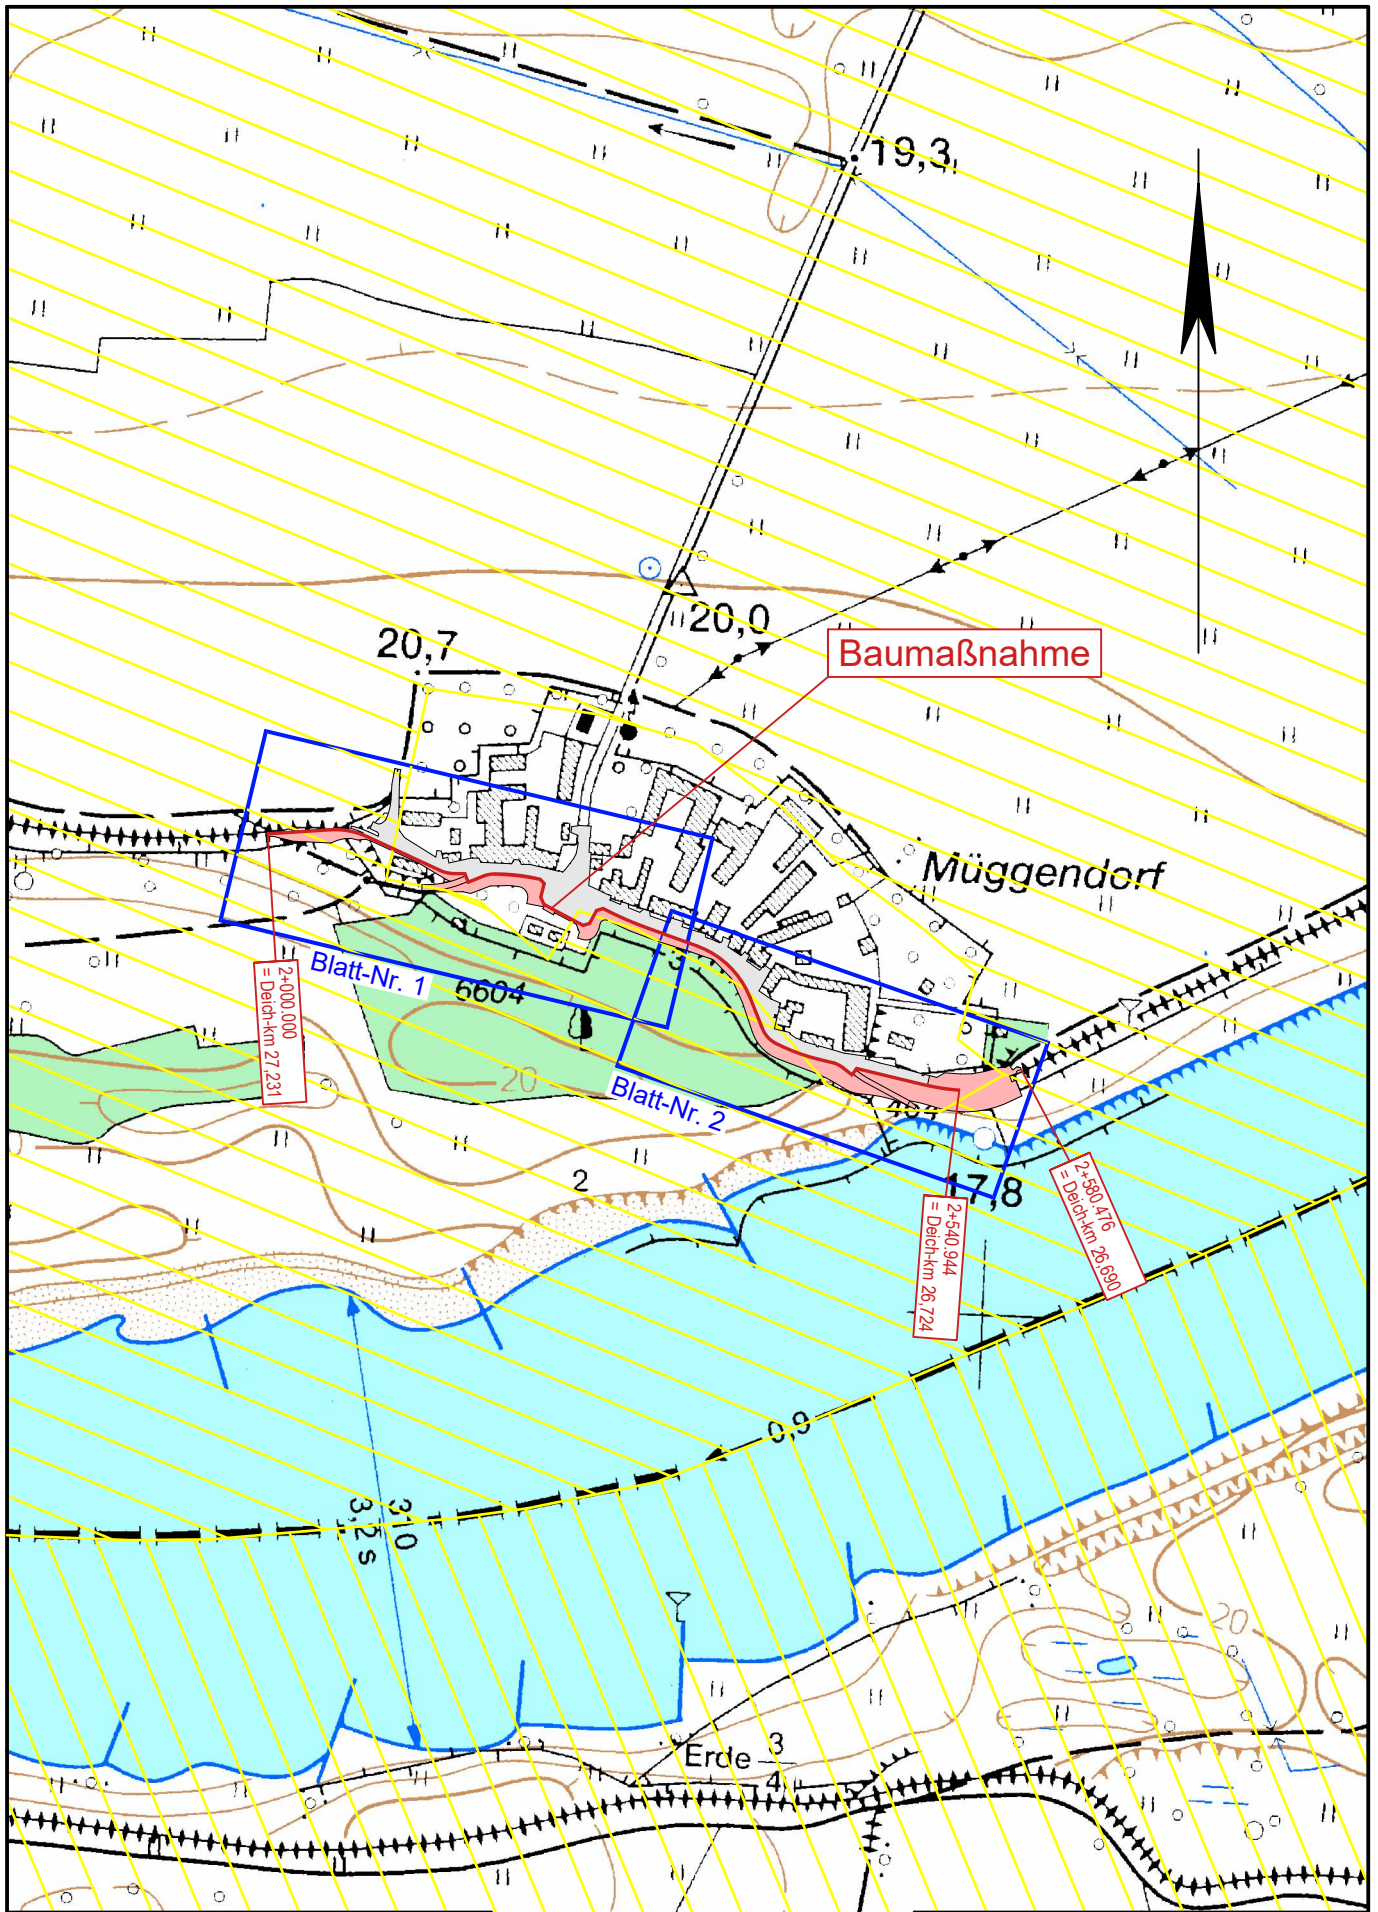 19,3
20,0
20,7
Baumaßnahme
Müggendorf
Blatt-Nr. 1
6604
2+000.000
= Deich-km 27,231
20
Blatt-Nr. 2
404
2
17,8
2+580.476
= Deich-km 26,690
2+540.944
= Deich-km 26,724
0,9
310
3,2 s
20
Erde 3
4